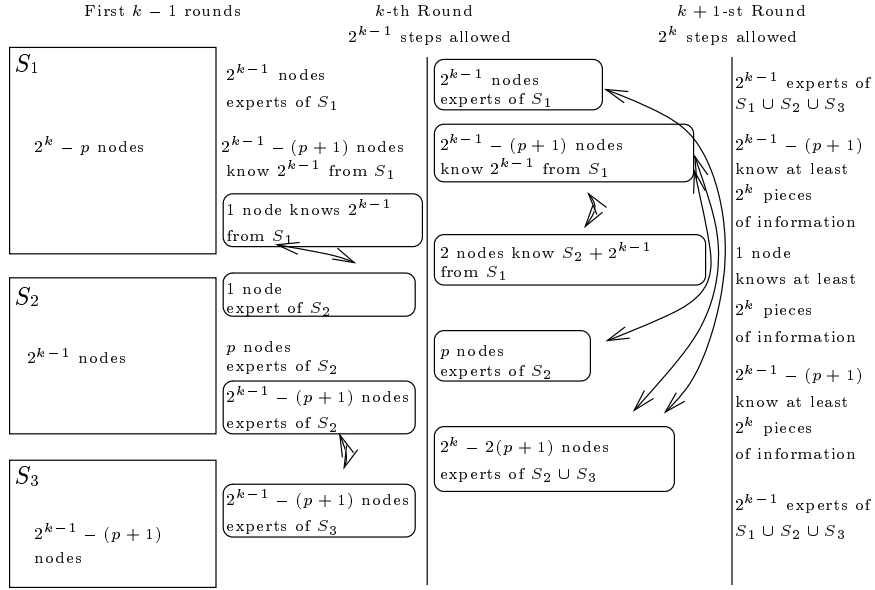 First k − 1 rounds
k-th Round
2^{k−1} steps allowed
k + 1-st Round
2^k steps allowed
S_1
2^k − p nodes
S_2
2^{k−1} nodes
S_3
2^{k−1} − (p + 1)
nodes
2^{k−1} nodes
experts of S_1
2^{k−1} − (p + 1) nodes
know 2^{k−1} from S_1
1 node knows 2^{k−1}
from S_1
1 node
expert of S_2
p nodes
experts of S_2
2^{k−1} − (p + 1) nodes
experts of S_2
2^{k−1} − (p + 1) nodes
experts of S_3
2^{k−1} nodes
experts of S_1
2^{k−1} − (p + 1) nodes
know 2^{k−1} from S_1
2 nodes know S_2 + 2^{k−1}
from S_1
p nodes
experts of S_2
2^k − 2(p + 1) nodes
experts of S_2 ∪ S_3
2^{k−1} experts of
S_1 ∪ S_2 ∪ S_3
2^{k−1} − (p + 1)
know at least
2^k pieces
of information
1 node
knows at least
2^k pieces
of information
2^{k−1} − (p + 1)
know at least
2^k pieces
of information
2^{k−1} experts of
S_1 ∪ S_2 ∪ S_3